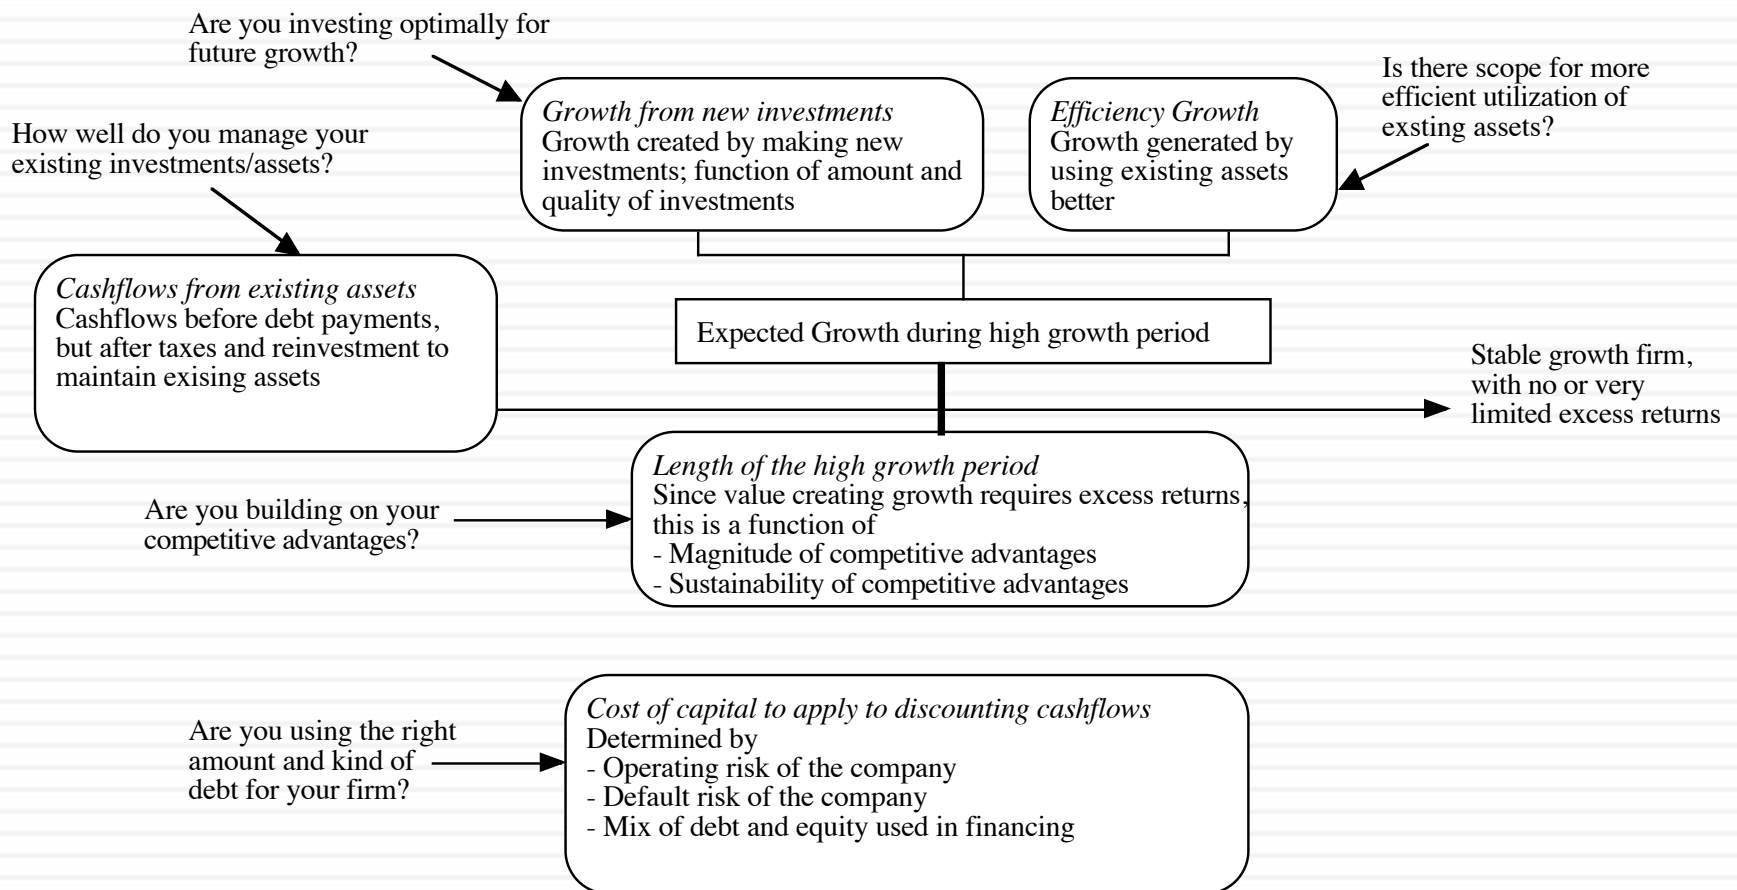 Are you investing optimally for
future growth?
Is there scope for more
efficient utilization of
exsting assets?
Growth from new investments
Growth created by making new
investments; function of amount and
quality of investments
Efficiency Growth
Growth generated by
using existing assets
better
How well do you manage your
existing investments/assets?
Cashflows from existing assets
Cashflows before debt payments,
but after taxes and reinvestment to
maintain exising assets
Expected Growth during high growth period
Stable growth firm,
with no or very
limited excess returns
Length of the high growth period
Since value creating growth requires excess returns,
this is a function of
- Magnitude of competitive advantages
- Sustainability of competitive advantages
Are you building on your
competitive advantages?
Cost of capital to apply to discounting cashflows
Determined by
- Operating risk of the company
- Default risk of the company
- Mix of debt and equity used in financing
Are you using the right
amount and kind of
debt for your firm?